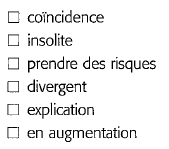 ☐ coïncidence
☐ insolite
☐ prendre des risques
☐ divergent
☐ explication
☐ en augmentation